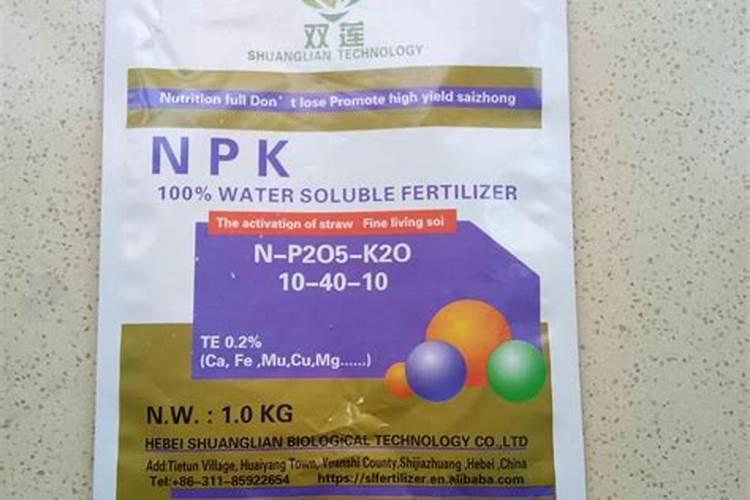 双莲
SHUANGLIAN TECHNOLOGY
Nutrition full Don't lose Promote high yield saizhong
NPK
100% WATER SOLUBLE FERTILIZER
The activation of straw Fine living soi
N-P2O5-K2O
10-40-10
TE 0.2%
(Ca, Fe ,Mu,Cu,Mg......)
N.W. : 1.0 KG
HEBEI SHUANGLIAN BIOLOGICAL TECHNOLOGY CO.,LTD
Add:Tietun Village, Huaiyang Town, Yuanshi County,Shijiazhuang ,Hebei ,China
Tel:+86-311-85922654 https://slfertilizer.en.alibaba.com